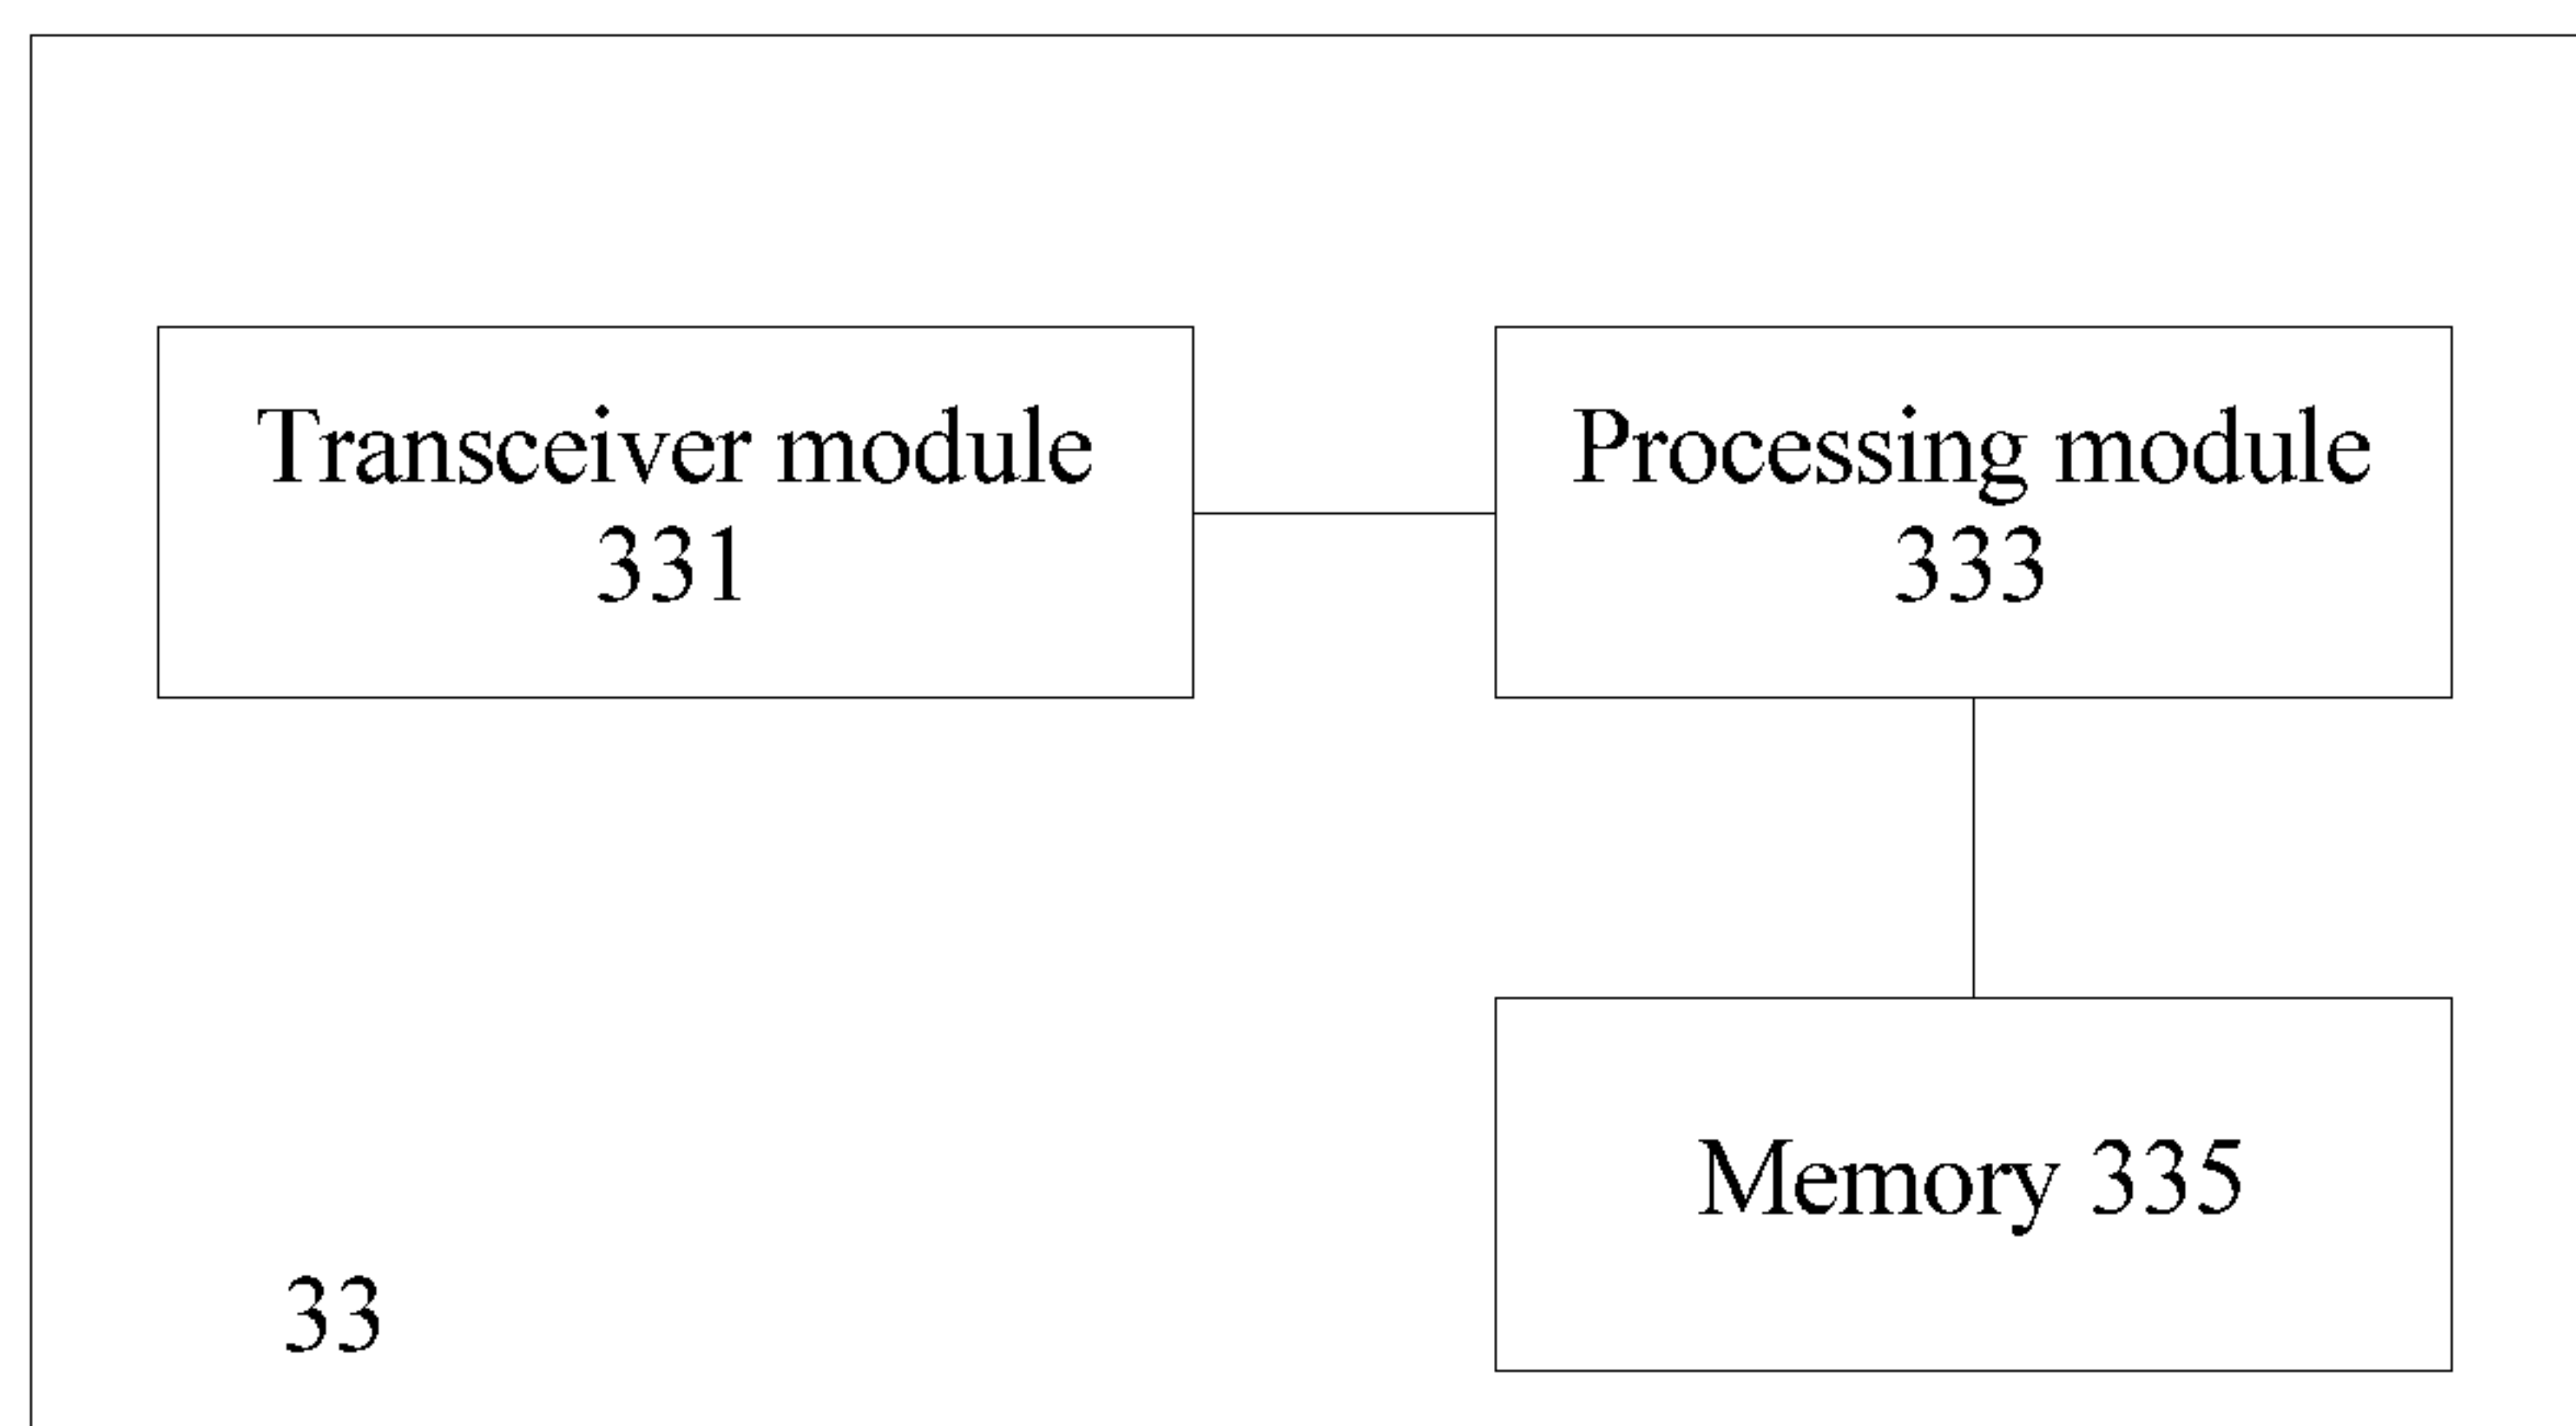 Transceiver module
331
Processing module
333
Memory 335
33